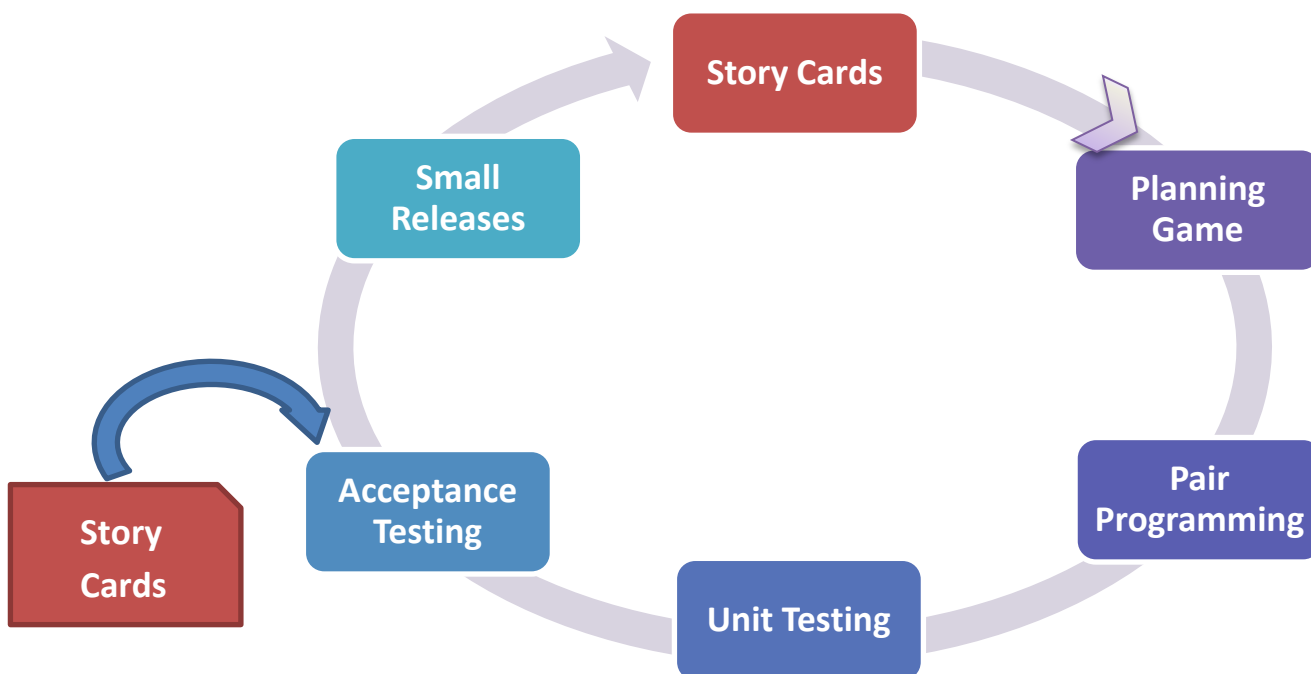 Story Cards
Planning
Game
Pair
Programming
Unit Testing
Acceptance
Testing
Small
Releases
Story
Cards